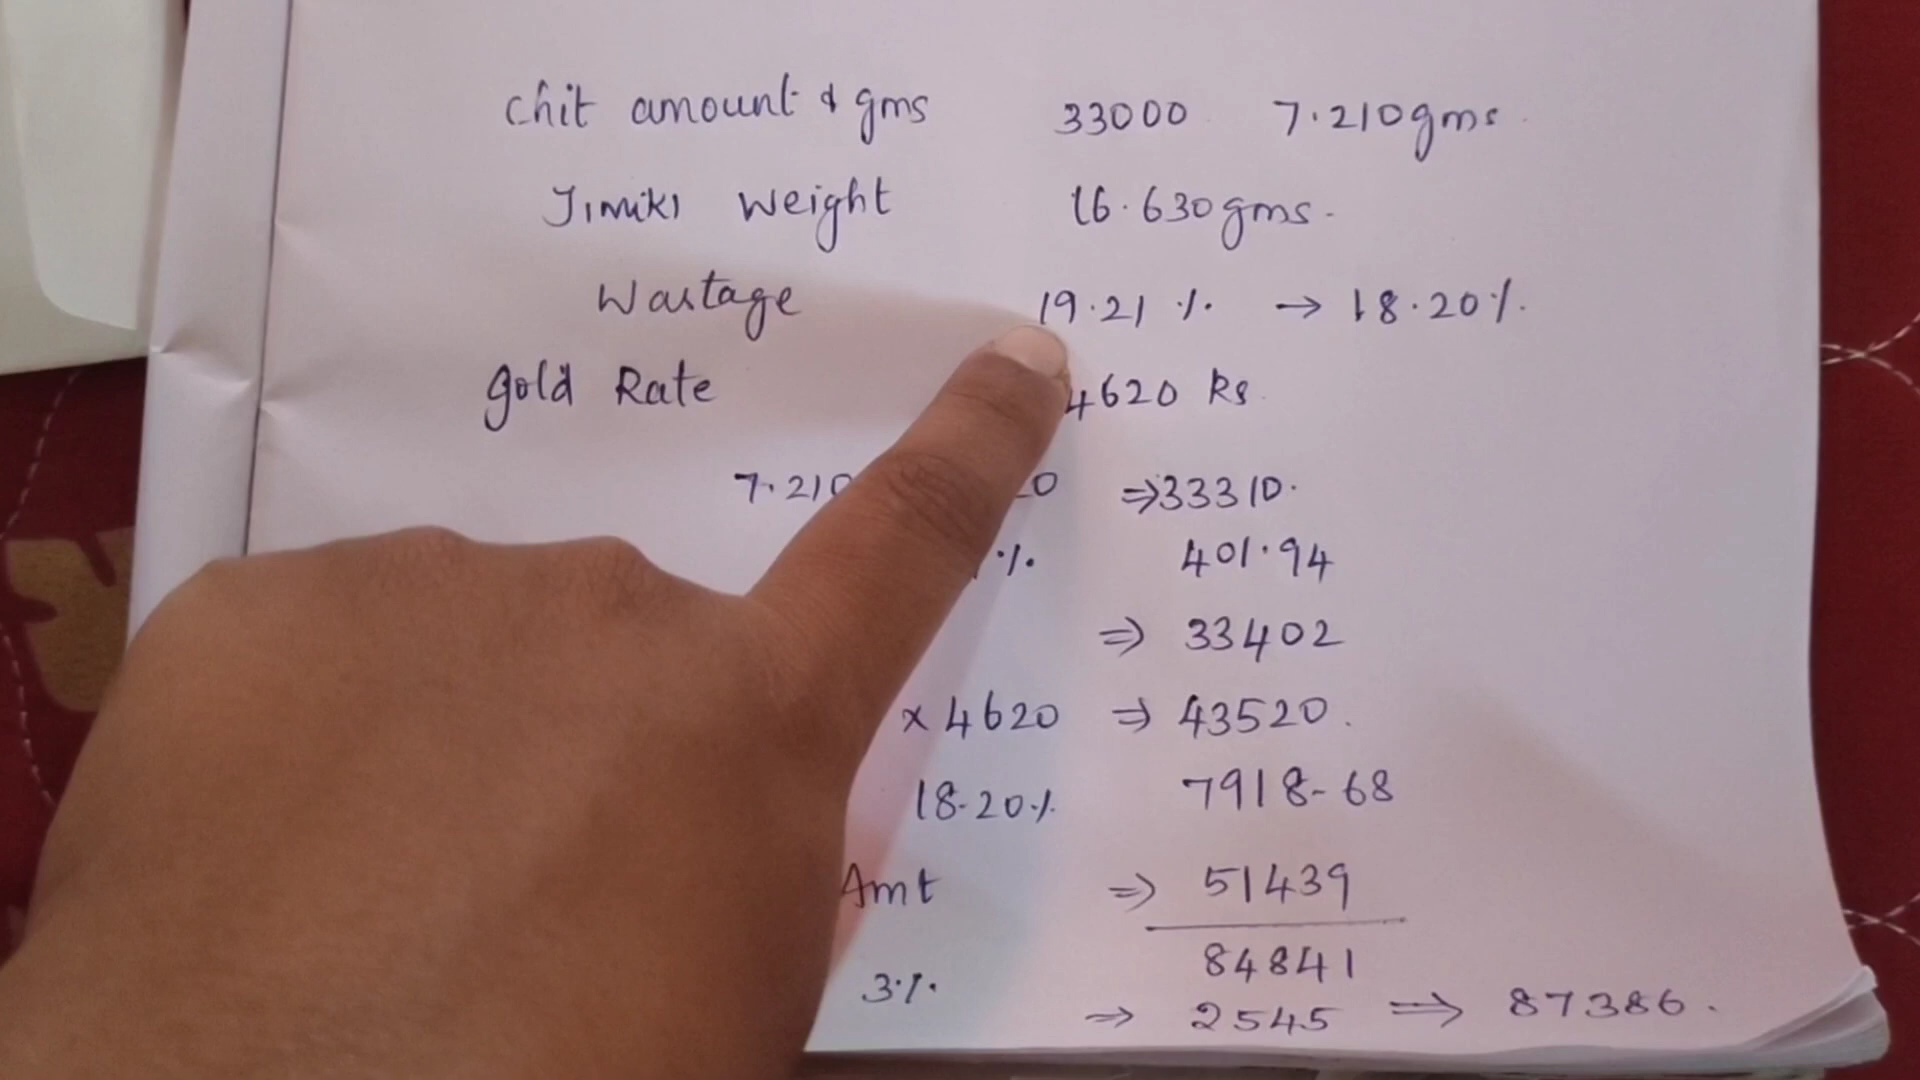 Chit amount & gms 33000 7.210gms.
Jimiki Weight 16.630gms.
Wastage 19.21 % → 18.20%.
gold Rate 4620 Rs.
7.210 ⇒33310.
% 401.94
⇒ 33402
x 4620 ⇒ 43520.
18.20% 7918-68
Amt ⇒ 51439
84841
3% ⇒ 2545 ⇒ 87386.